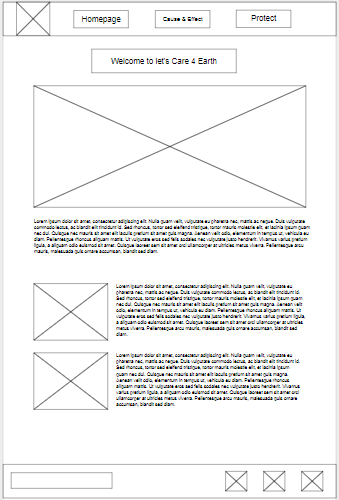 Homepage
Cause & Effect
Protect
Welcome to let's Care 4 Earth
Lorem ipsum dolor sit amet, consectetur adipiscing elit. Nulla quam velit, vulputate eu pharetra nec, mattis ac neque. Duis vulputate
commodo lectus, ac blandit elit tincidunt id. Sed rhoncus, tortor sed eleifend tristique, tortor mauris molestie elit, et lacinia ipsum quam
nec dui. Quisque nec mauris sit amet elit iaculis pretium sit amet quis magna. Aenean velit odio, elementum in tempus ut, vehicula eu
diam. Pellentesque rhoncus aliquam mattis. Ut vulputate eros sed felis sodales nec vulputate justo hendrerit. Vivamus varius pretium
ligula, a aliquam odio euismod sit amet. Quisque laoreet sem sit amet orci ullamcorper at ultricies metus viverra. Pellentesque arcu
mauris, malesuada quis ornare accumsan, blandit sed diam.
Lorem ipsum dolor sit amet, consectetur adipiscing elit. Nulla quam velit, vulputate eu
pharetra nec, mattis ac neque. Duis vulputate commodo lectus, ac blandit elit tincidunt id.
Sed rhoncus, tortor sed eleifend tristique, tortor mauris molestie elit, et lacinia ipsum
quam nec dui. Quisque nec mauris sit amet elit iaculis pretium sit amet quis magna. Aenean velit
odio, elementum in tempus ut, vehicula eu diam. Pellentesque rhoncus aliquam mattis. Ut
vulputate eros sed felis sodales nec vulputate justo hendrerit. Vivamus varius pretium ligula,
a aliquam odio euismod sit amet. Quisque laoreet sem sit amet orci ullamcorper at ultricies
metus viverra. Pellentesque arcu mauris, malesuada quis ornare accumsan, blandit sed
diam.
Lorem ipsum dolor sit amet, consectetur adipiscing elit. Nulla quam velit, vulputate eu
pharetra nec, mattis ac neque. Duis vulputate commodo lectus, ac blandit elit tincidunt id.
Sed rhoncus, tortor sed eleifend tristique, tortor mauris molestie elit, et lacinia ipsum
quam nec dui. Quisque nec mauris sit amet elit iaculis pretium sit amet quis magna.
Aenean velit odio, elementum in tempus ut, vehicula eu diam. Pellentesque rhoncus
aliquam mattis. Ut vulputate eros sed felis sodales nec vulputate justo hendrerit. Vivamus
varius pretium ligula, a aliquam odio euismod sit amet. Quisque laoreet sem sit amet orci
ullamcorper at ultricies metus viverra. Pellentesque arcu mauris, malesuada quis ornare
accumsan, blandit sed diam.